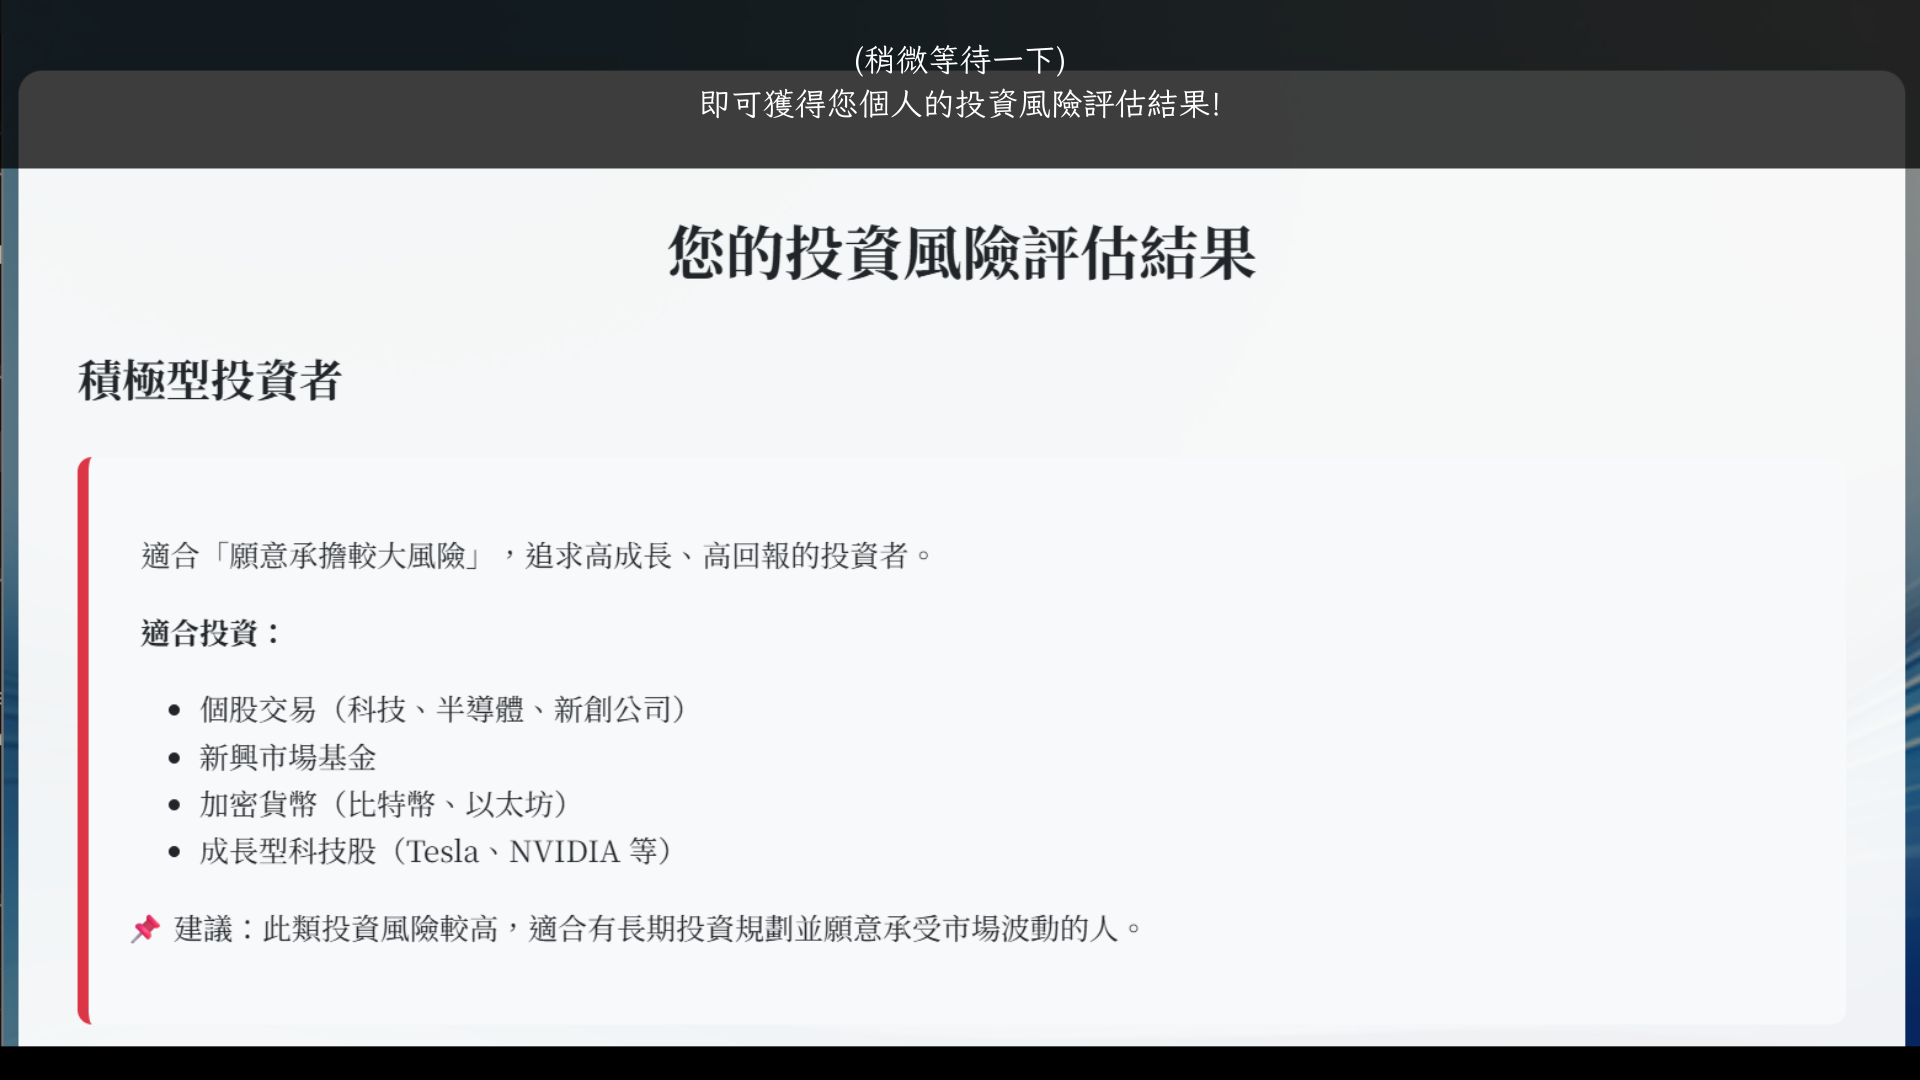 (稍微等待一下)
即可獲得您個人的投資風險評估結果!
您的投資風險評估結果
積極型投資者
適合「願意承擔較大風險」，追求高成長、高回報的投資者。
適合投資：
• 個股交易（科技、半導體、新創公司）
• 新興市場基金
• 加密貨幣（比特幣、以太坊）
• 成長型科技股（Tesla、NVIDIA 等）
📌 建議：此類投資風險較高，適合有長期投資規劃並願意承受市場波動的人。